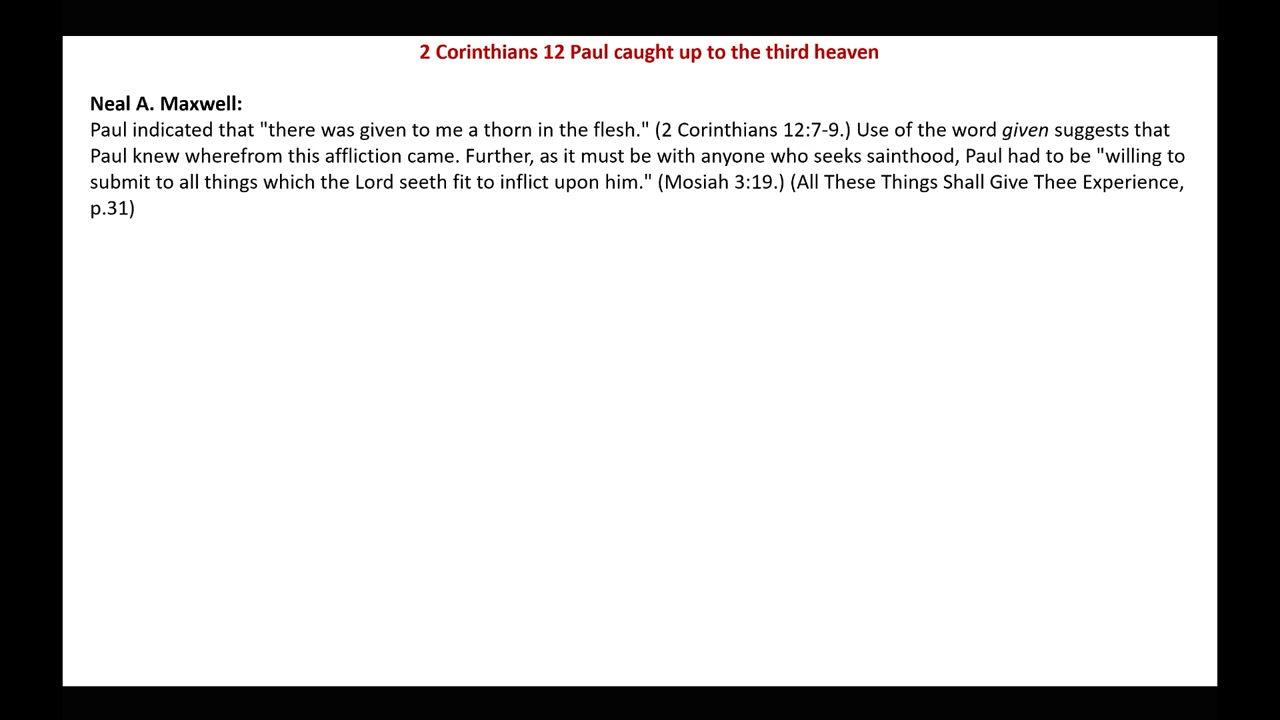 2 Corinthians 12 Paul caught up to the third heaven
Neal A. Maxwell:
Paul indicated that "there was given to me a thorn in the flesh." (2 Corinthians 12:7-9.) Use of the word given suggests that
Paul knew wherefrom this affliction came. Further, as it must be with anyone who seeks sainthood, Paul had to be "willing to
submit to all things which the Lord seeth fit to inflict upon him." (Mosiah 3:19.) (All These Things Shall Give Thee Experience,
p.31)